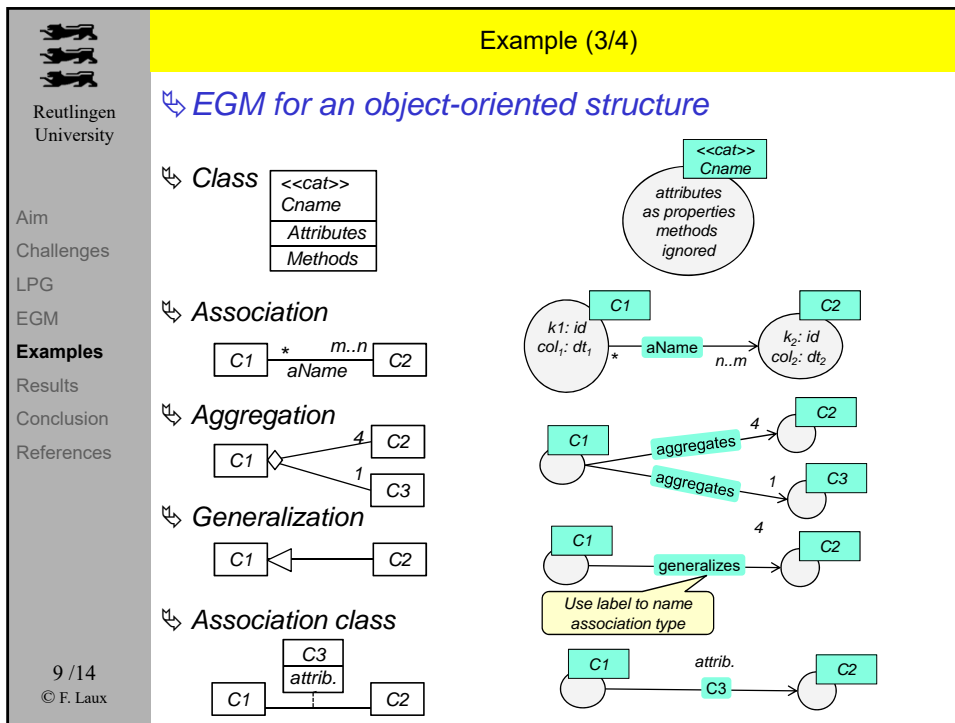 Example (3/4)
Reutlingen
University
Aim
Challenges
LPG
EGM
Examples
Results
Conclusion
References
9 /14
© F. Laux
EGM for an object-oriented structure
Class
<<cat>>
Cname
Attributes
Methods
<<cat>>
Cname
attributes
as properties
methods
ignored
Association
C1 * m..n C2
aName
C1
k1: id
col₁: dt₁
* aName n..m
C2
k₂: id
col₂: dt₂
Aggregation
C1
4 C2
1 C3
C1
aggregates 4 C2
aggregates 1 C3
Generalization
C1 C2
C1
generalizes
4
C2
Use label to name
association type
Association class
C3
attrib.
C1 C2
C1
attrib.
C3
C2